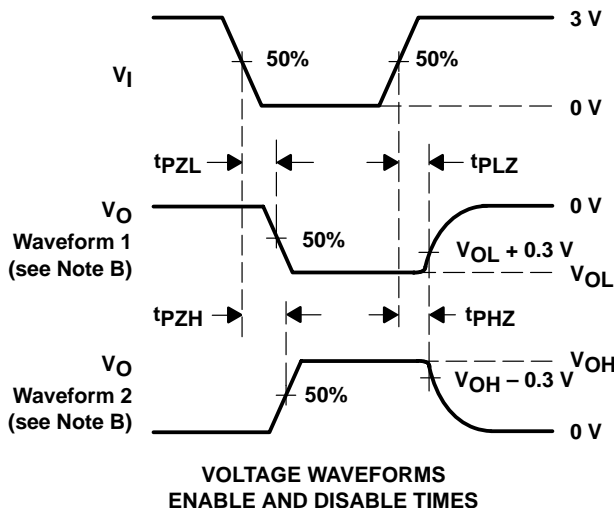 3 V
50%
50%
VI
0 V
tPZL
tPLZ
VO
Waveform 1
(see Note B)
0 V
50%
VOL + 0.3 V
VOL
tPZH
tPHZ
VO
Waveform 2
(see Note B)
VOH
VOH – 0.3 V
50%
0 V
VOLTAGE WAVEFORMS
ENABLE AND DISABLE TIMES